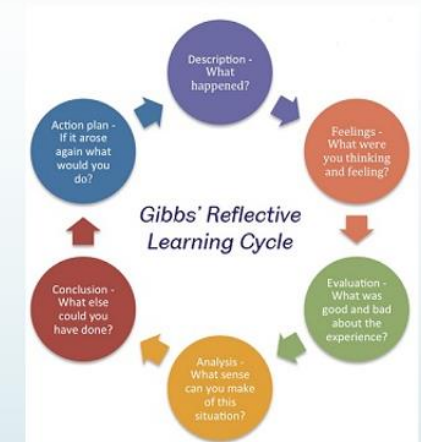 Description -
What
happened?
Feelings -
What were
you thinking
and feeling?
Evaluation -
What was
good and bad
about the
experience?
Analysis -
What sense
can you make
of this
situation?
Conclusion -
What else
could you
have done?
Action plan -
If it arose
again what
would you
do?
Gibbs' Reflective
Learning Cycle